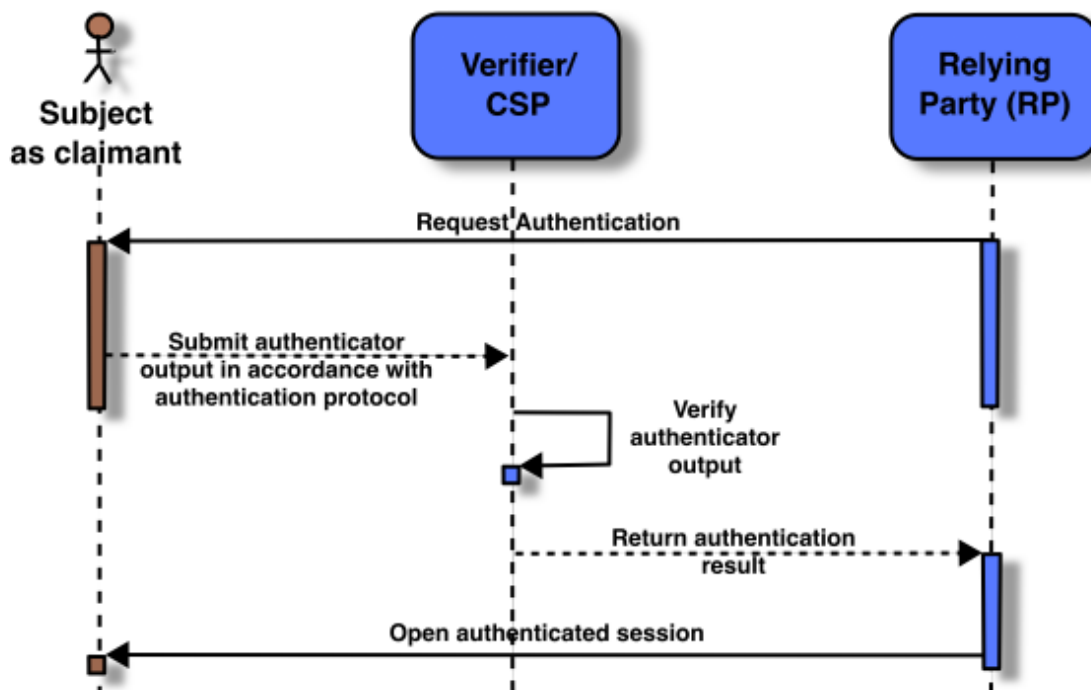 Subject
as claimant
Verifier/
CSP
Relying
Party (RP)
Request Authentication
Submit authenticator
output in accordance with
authentication protocol
Verify
authenticator
output
Return authentication
result
Open authenticated session